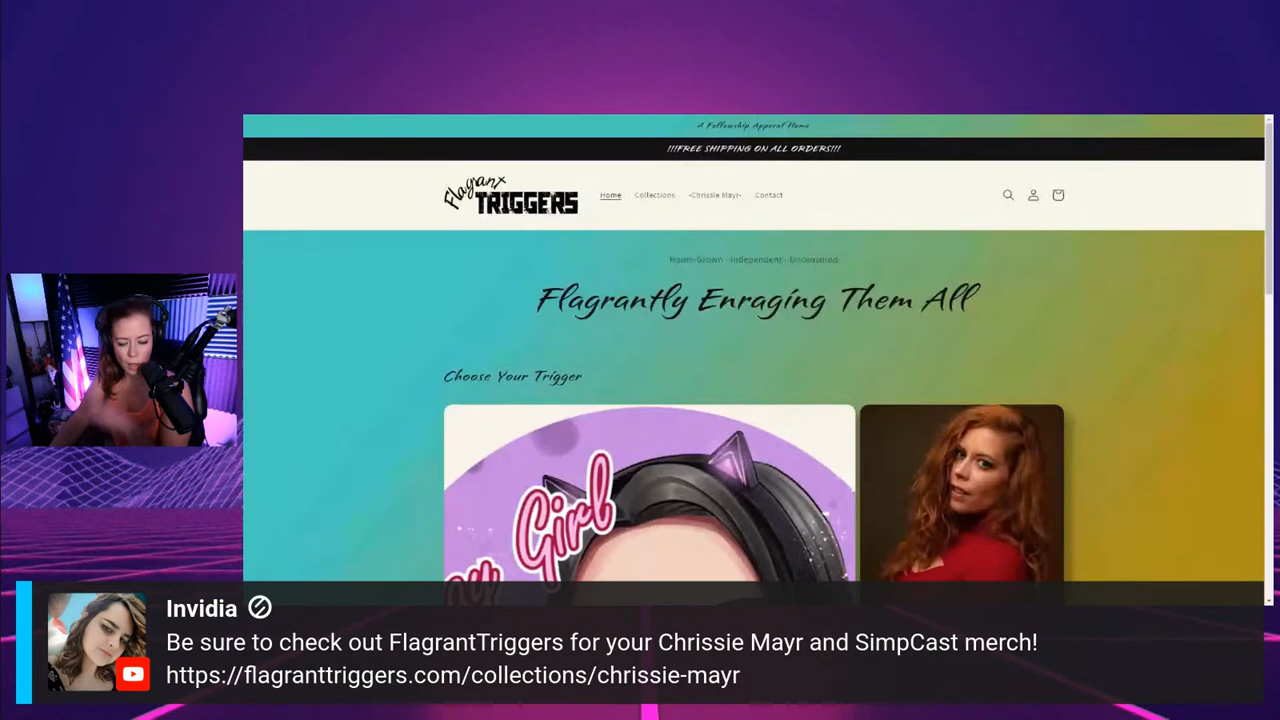 A Fellowship Apparel Home
!!!FREE SHIPPING ON ALL ORDERS!!!
Flagrant
TRIGGERS
Home Collections -Chrissie Mayr- Contact
Home-Grown - Independent - Uncensored
Flagrantly Enraging Them All
Choose Your Trigger
Girl
Invidia
Be sure to check out FlagrantTriggers for your Chrissie Mayr and SimpCast merch!
https://flagranttriggers.com/collections/chrissie-mayr